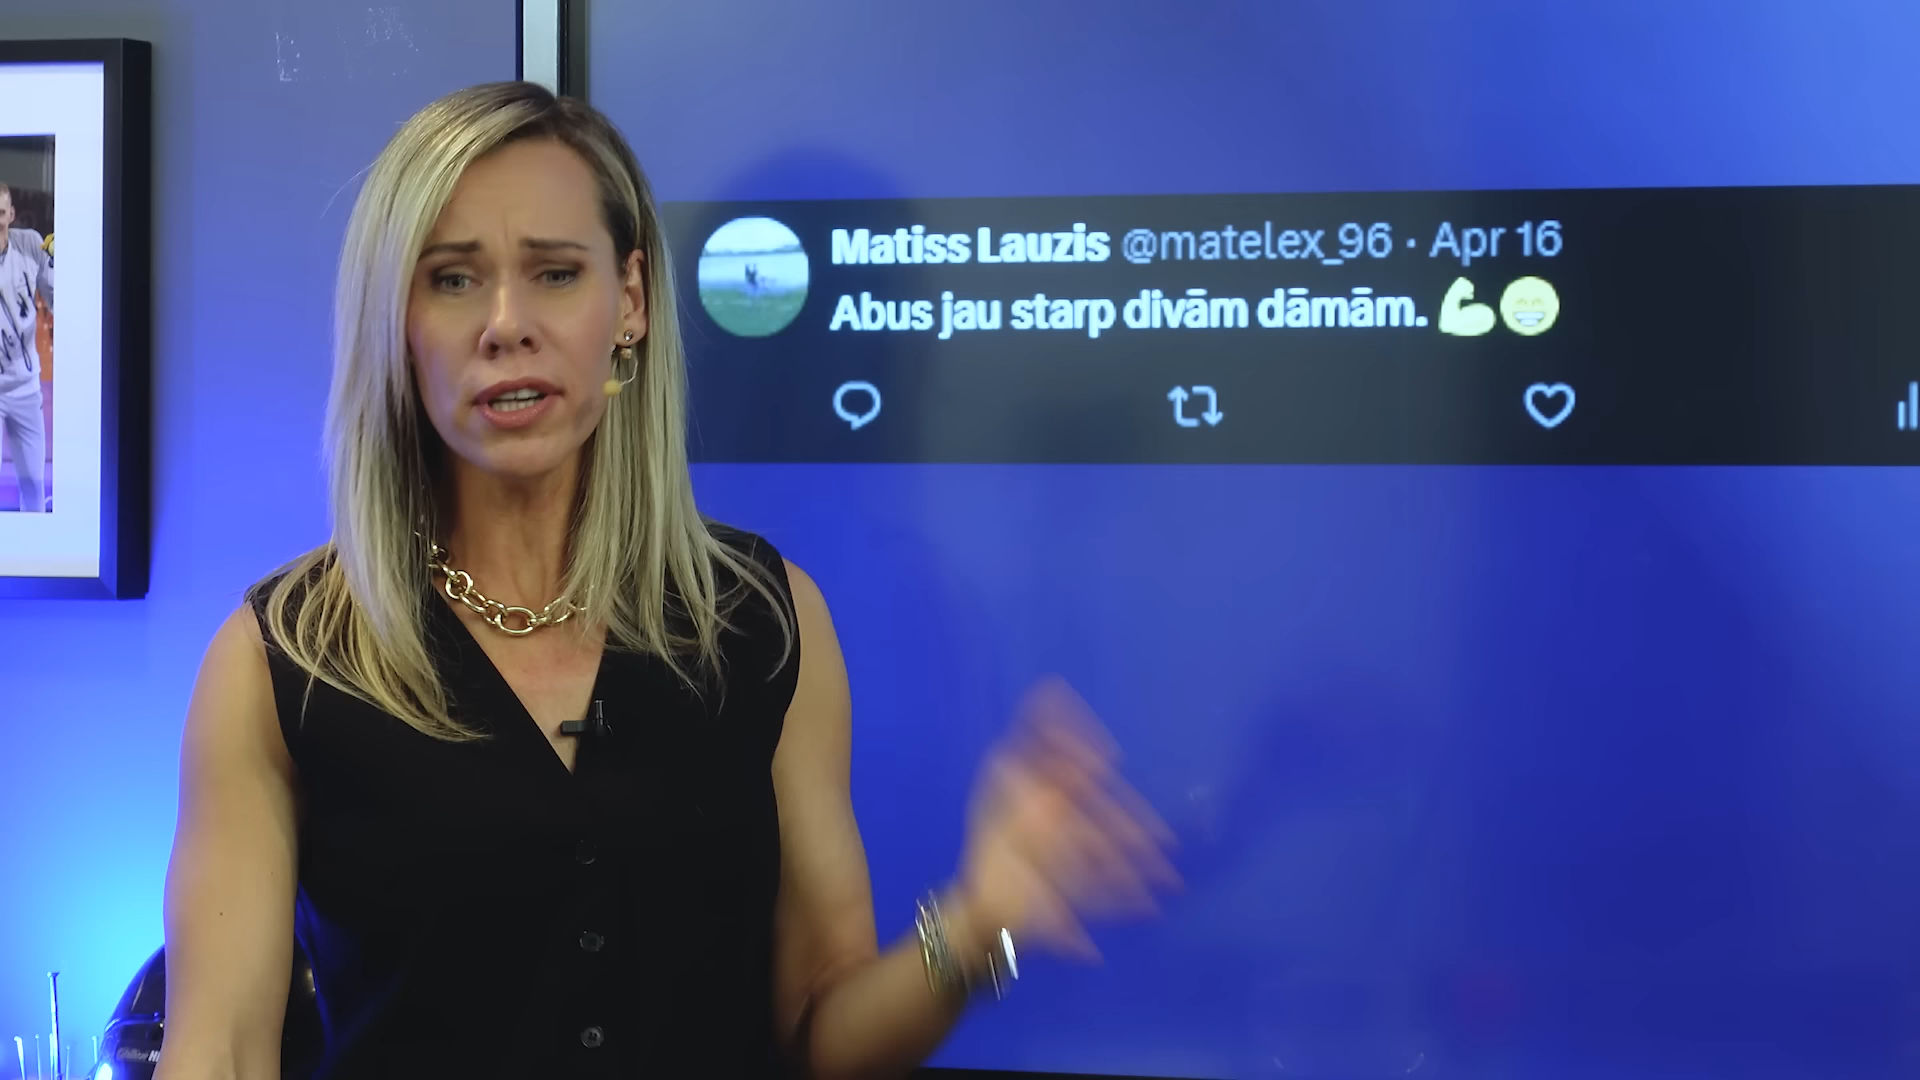 Matiss Lauzis @matelex_96 · Apr 16
Abus jau starp divām dāmām. 💪😁